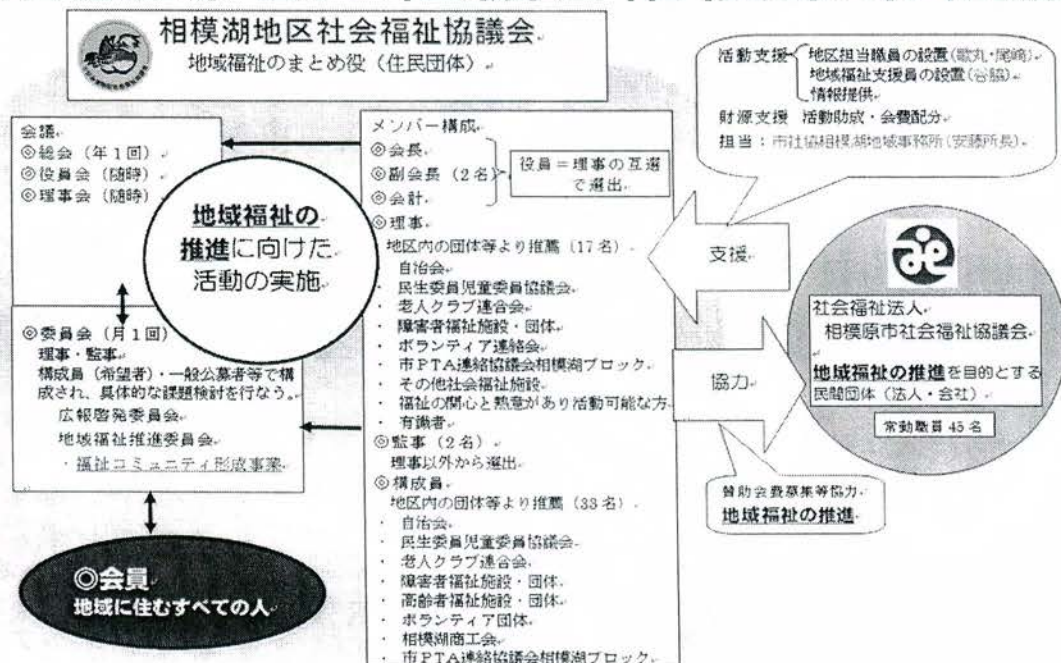 相模湖地区社会福祉協議会
地域福祉のまとめ役（住民団体）
会議
◎総会（年1回）
◎役員会（随時）
◎理事会（随時）
地域福祉の
推進に向けた
活動の実施
◎委員会（月1回）
理事・監事
構成員（希望者）・一般公募者等で構
成され、具体的な課題検討を行なう。
広報啓発委員会
地域福祉推進委員会
・福祉コミュニティ形成事業
◎会員
地域に住むすべての人
メンバー構成
◎会長
◎副会長（2名）
◎会計
役員＝理事の互選
で選出
◎理事
地区内の団体等より推薦（17名）
・ 自治会
・ 民生委員児童委員協議会
・ 老人クラブ連合会
・ 障害者福祉施設・団体
・ ボランティア連絡会
・ 市PTA連絡協議会相模湖ブロック
・ その他社会福祉施設
・ 福祉の関心と熱意があり活動可能な方
・ 有識者
◎監事（2名）
理事以外から選出
◎構成員
地区内の団体等より推薦（33名）
・ 自治会
・ 民生委員児童委員協議会
・ 老人クラブ連合会
・ 障害者福祉施設・団体
・ 高齢者福祉施設・団体
・ ボランティア団体
・ 相模湖商工会
・ 市PTA連絡協議会相模湖ブロック
活動支援 地区担当職員の設置(歌丸・尾崎)
地域福祉支援員の設置(谷脇)
情報提供
財源支援 活動助成・会費配分
担当：市社協相模湖地域事務所(安藤所長)
支援
協力
社会福祉法人
相模原市社会福祉協議会
地域福祉の推進を目的とする
民間団体（法人・会社）
常勤職員 45 名
賛助会費募集等協力
地域福祉の推進